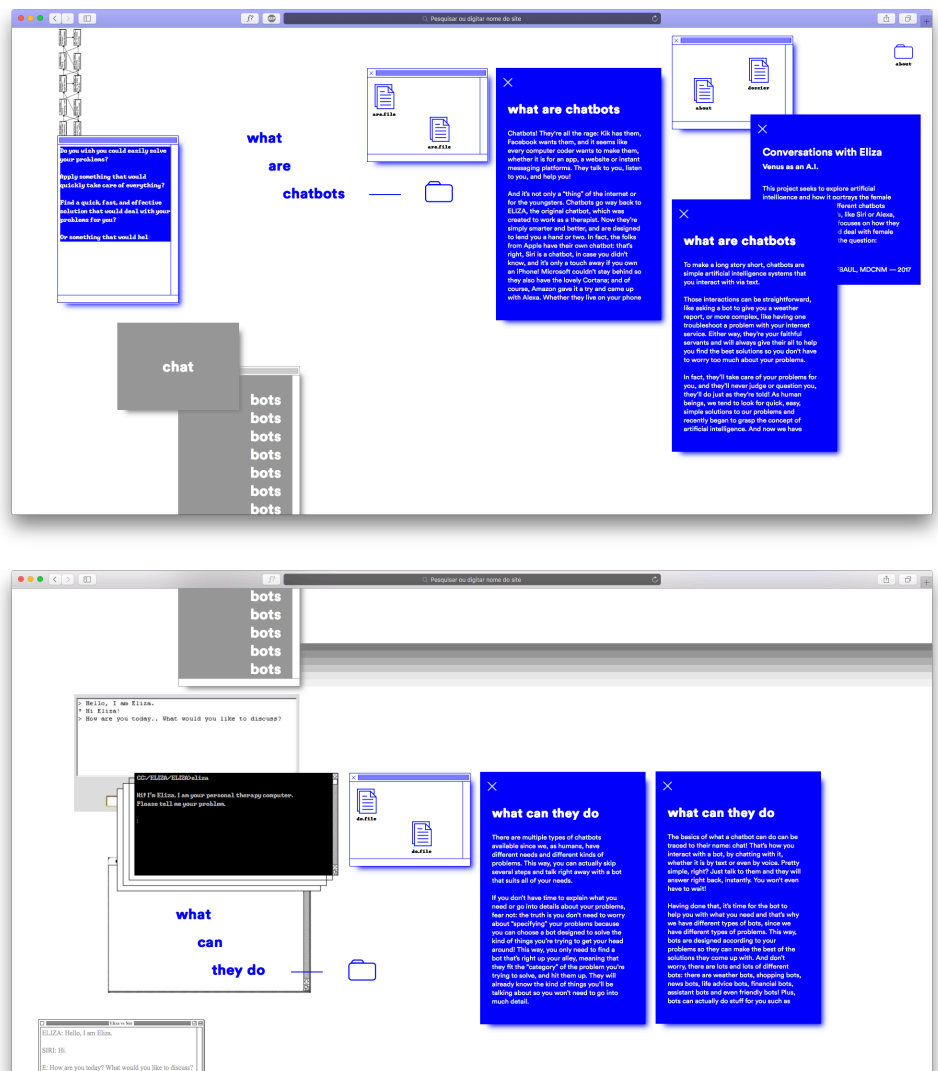 Pesquisar ou digitar nome do site
about
Do you wish you could easily solve
your problems?
Apply something that would
quickly take care of everything?
Find a quick, fast, and effective
solution that would deal with your
problems for you?
Or something that would hel
what
are
chatbots
are.file
are.file
what are chatbots
Chatbots! They're all the rage: Kik has them,
Facebook wants them, and it seems like
every computer coder wants to make them,
whether it is for an app, a website or instant
messaging platforms. They talk to you, listen
to you, and help you!
And it's not only a "thing" of the internet or
for the youngsters. Chatbots go way back to
ELIZA, the original chatbot, which was
created to work as a therapist. Now they're
simply smarter and better, and are designed
to lend you a hand or two. In fact, the folks
from Apple have their own chatbot: that's
right, Siri is a chatbot, in case you didn't
know, and it's only a touch away if you own
an iPhone! Microsoft couldn't stay behind so
they also have the lovely Cortana; and of
course, Amazon gave it a try and came up
with Alexa. Whether they live on your phone
about
dossier
Conversations with Eliza
Venus as an A.I.
This project seeks to explore artificial
intelligence and how it portrays the female
fferent chatbots
s, like Siri or Alexa,
focuses on how they
d deal with female
the question:
FBAUL, MDCNM — 2017
what are chatbots
To make a long story short, chatbots are
simple artificial intelligence systems that
you interact with via text.
Those interactions can be straightforward,
like asking a bot to give you a weather
report, or more complex, like having one
troubleshoot a problem with your internet
service. Either way, they're your faithful
servants and will always give their all to help
you find the best solutions so you don't have
to worry too much about your problems.
In fact, they'll take care of your problems for
you, and they'll never judge or question you,
they'll do just as they're told! As human
beings, we tend to look for quick, easy,
simple solutions to our problems and
recently began to grasp the concept of
artificial intelligence. And now we have
chat
bots
bots
bots
bots
bots
bots
bots
Pesquisar ou digitar nome do site
bots
bots
bots
bots
bots
> Hello, I am Eliza.
* Hi Eliza!
> How are you today.. What would you like to discuss?
CC:/ELIZA/ELIZA>eliza
Hi! I'm Eliza. I am your personal therapy computer.
Please tell me your problem.
what
can
they do
do.file
do.file
what can they do
There are multiple types of chatbots
available since we, as humans, have
different needs and different kinds of
problems. This way, you can actually skip
several steps and talk right away with a bot
that suits all of your needs.
If you don't have time to explain what you
need or go into details about your problems,
fear not: the truth is you don't need to worry
about "specifying" your problems because
you can choose a bot designed to solve the
kind of things you're trying to get your head
around! This way, you only need to find a
bot that's right up your alley, meaning that
they fit the "category" of the problem you're
trying to solve, and hit them up. They will
already know the kind of things you'll be
talking about so you won't need to go into
much detail.
what can they do
The basics of what a chatbot can do can be
traced to their name: chat! That's how you
interact with a bot, by chatting with it,
whether it is by text or even by voice. Pretty
simple, right? Just talk to them and they will
answer right back, instantly. You won't even
have to wait!
Having done that, it's time for the bot to
help you with what you need and that's why
we have different types of bots, since we
have different types of problems. This way,
bots are designed according to your
problems so they can make the best of the
solutions they come up with. And don't
worry, there are lots and lots of different
bots: there are weather bots, shopping bots,
news bots, life advice bots, financial bots,
assistant bots and even friendly bots! Plus,
bots can actually do stuff for you such as
ELIZA: Hello, I am Eliza.
SIRI: Hi.
E: How are you today? What would you like to discuss?